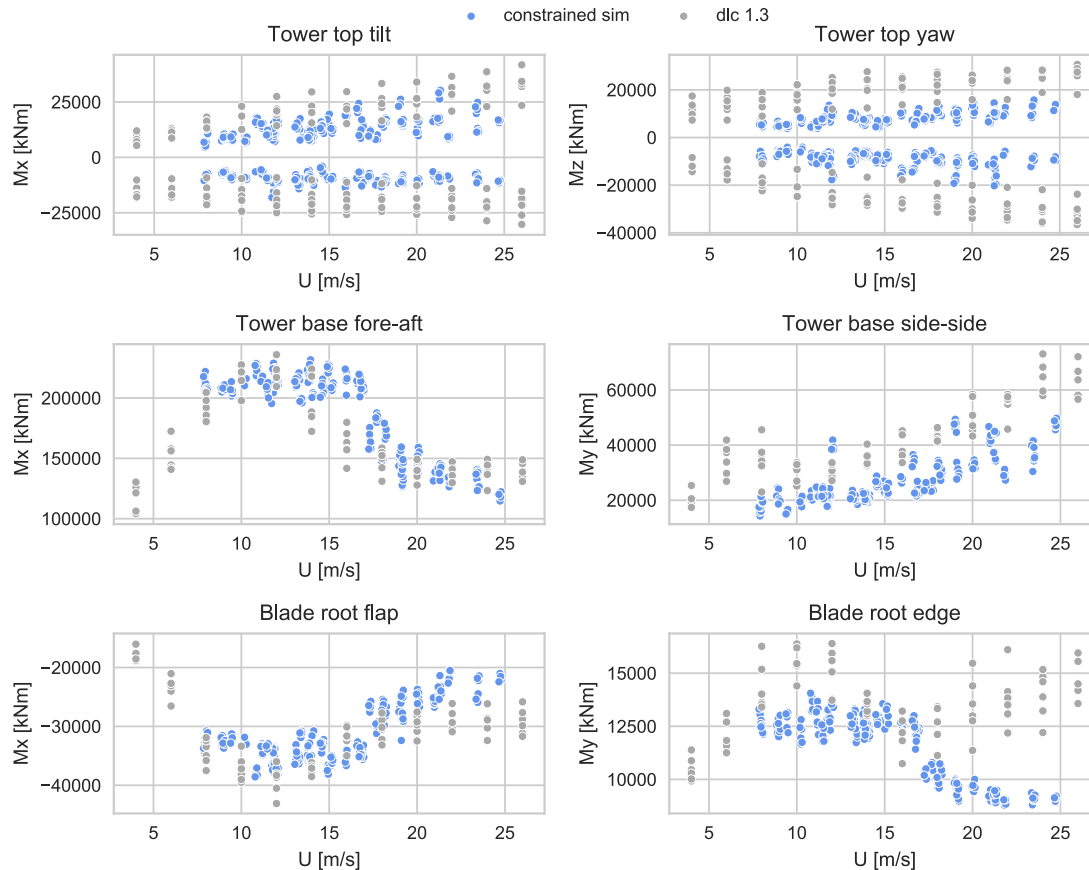 constrained sim dlc 1.3
Tower top tilt
Mx [kNm]
25000
0
−25000
5 10 15 20 25
U [m/s]
Tower top yaw
Mz [kNm]
20000
0
−20000
−40000
5 10 15 20 25
U [m/s]
Tower base fore-aft
Mx [kNm]
200000
150000
100000
5 10 15 20 25
U [m/s]
Tower base side-side
My [kNm]
60000
40000
20000
5 10 15 20 25
U [m/s]
Blade root flap
Mx [kNm]
−20000
−30000
−40000
5 10 15 20 25
U [m/s]
Blade root edge
My [kNm]
15000
12500
10000
5 10 15 20 25
U [m/s]